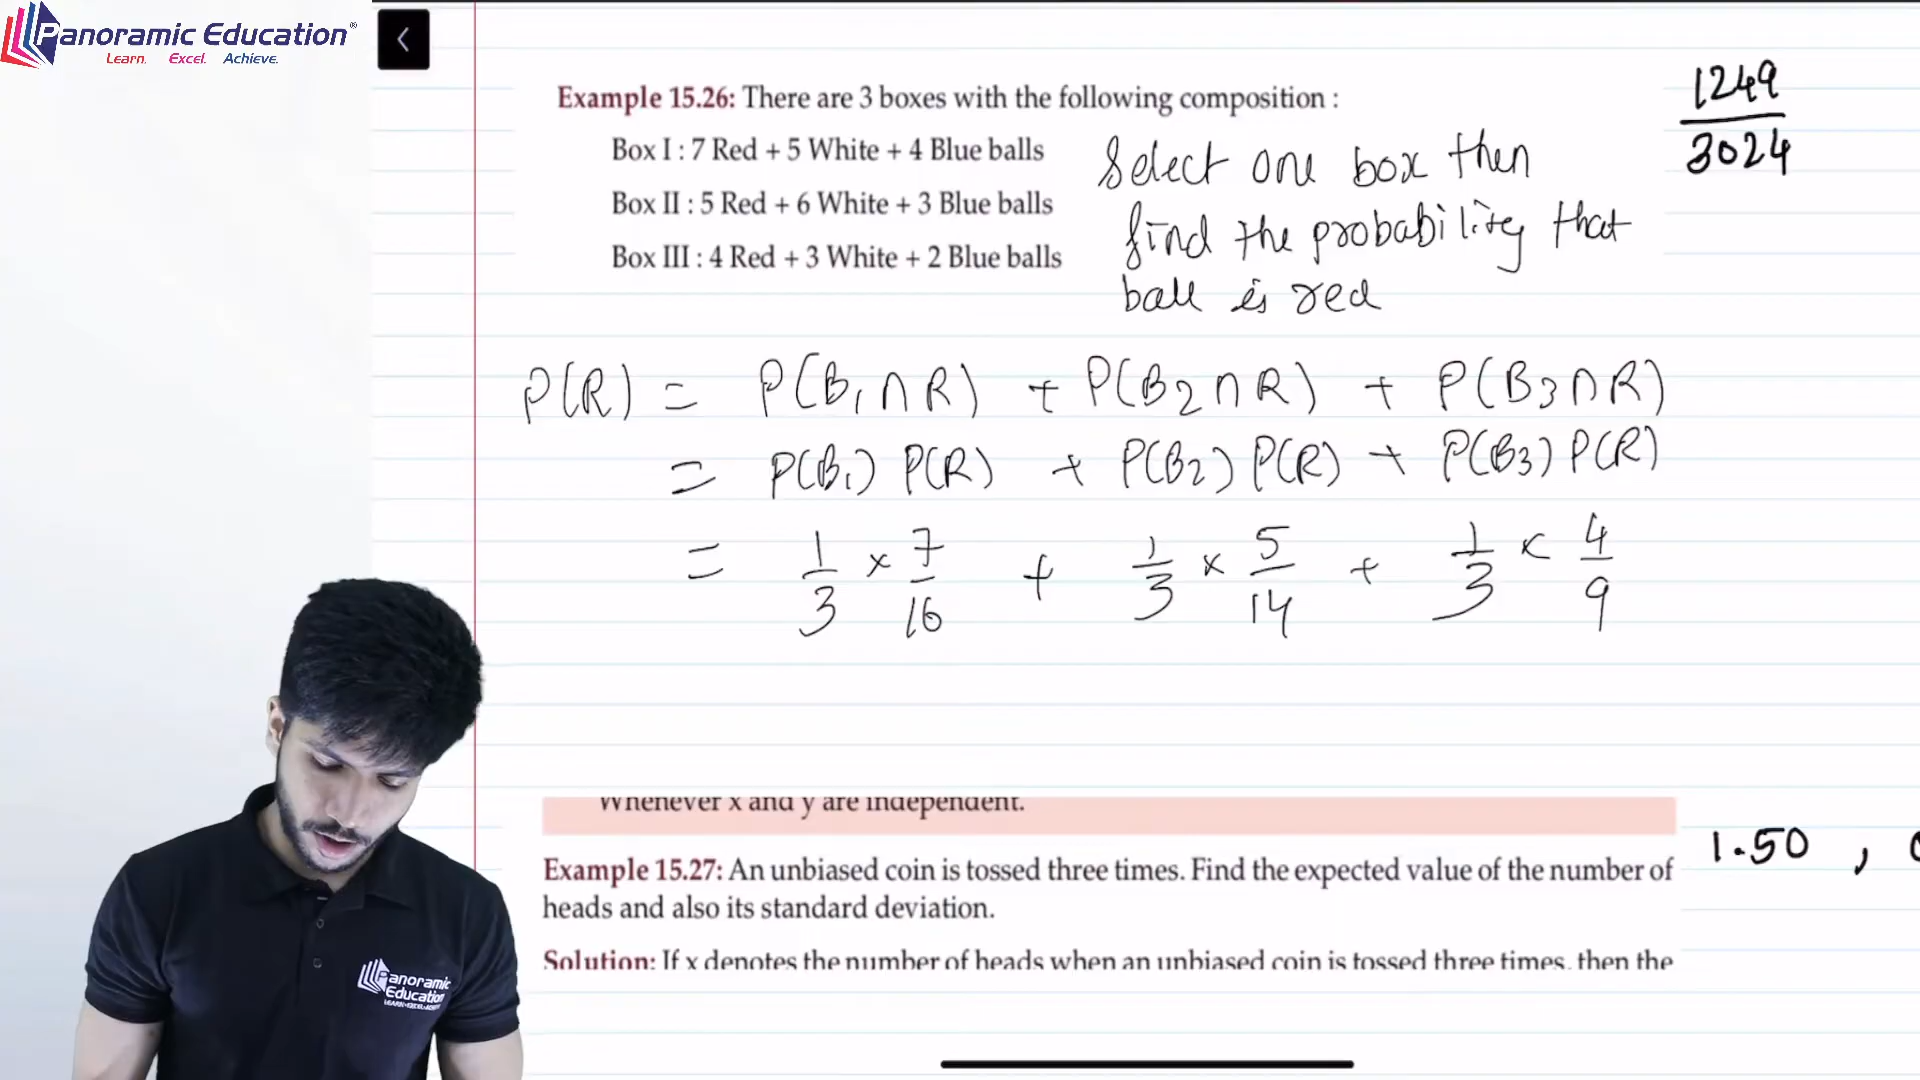 Panoramic Education®
Learn. Excel. Achieve.
Example 15.26: There are 3 boxes with the following composition :
Box I : 7 Red + 5 White + 4 Blue balls
Box II : 5 Red + 6 White + 3 Blue balls
Box III : 4 Red + 3 White + 2 Blue balls
Select one box then
find the probability that
ball is red
1249
3024
P(R) = P(B₁∩R) + P(B2∩R) + P(B3∩R)
= P(B₁) P(R) + P(B2) P(R) + P(B3) P(R)
= 1/3 × 7/16 + 1/3 × 5/14 + 1/3 × 4/9
Whenever x and y are independent.
Example 15.27: An unbiased coin is tossed three times. Find the expected value of the number of
heads and also its standard deviation.
1.50 ,
Solution: If x denotes the number of heads when an unbiased coin is tossed three times, then the
Panoramic
Education
LEARN•EXCEL•ACHIEVE